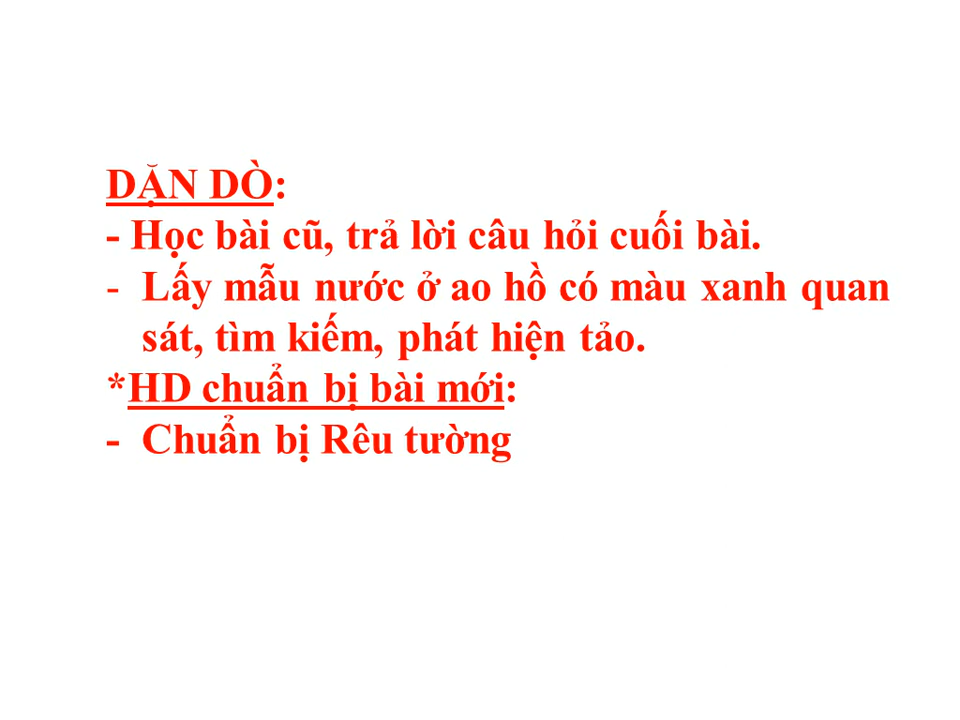 DẶN DÒ:
- Học bài cũ, trả lời câu hỏi cuối bài.
- Lấy mẫu nước ở ao hồ có màu xanh quan
sát, tìm kiếm, phát hiện tảo.
*HD chuẩn bị bài mới:
- Chuẩn bị Rêu tường